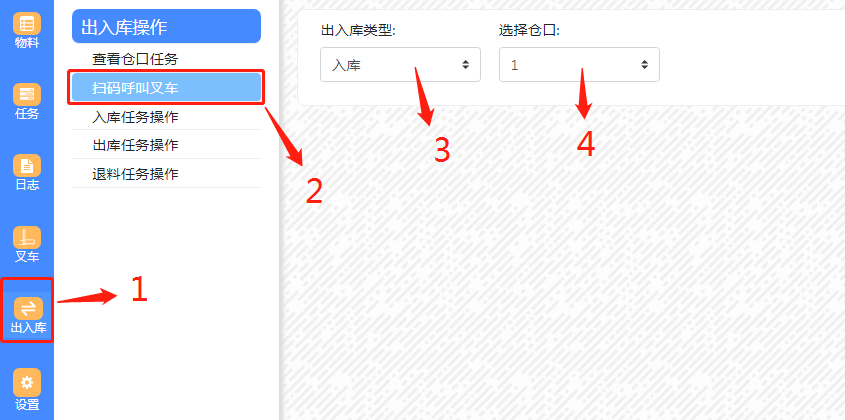 物料
任务
日志
叉车
出入库
设置
出入库操作
查看仓口任务
扫码呼叫叉车
入库任务操作
出库任务操作
退料任务操作
出入库类型:
选择仓口:
入库
1
1
2
3
4